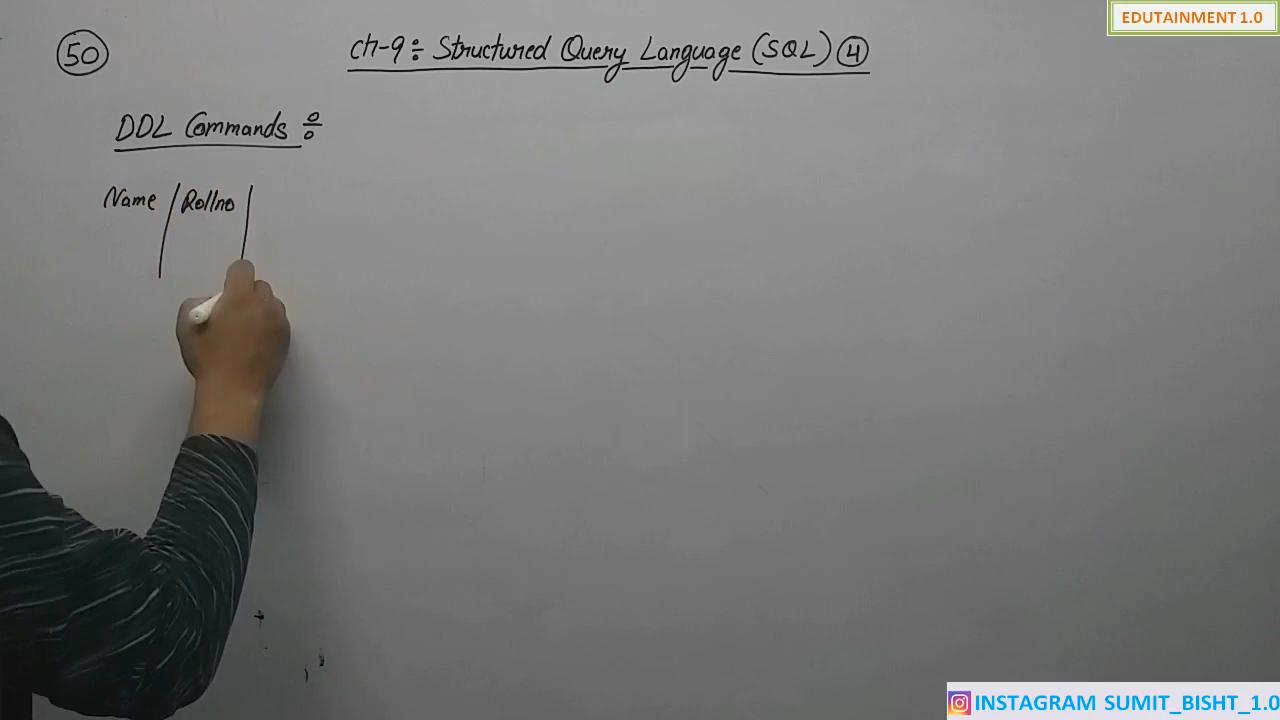 EDUTAINMENT 1.0
50
Ch-9÷ Structured Query Language (SQL) 4
DDL Commands ÷
Name | Rollno |
INSTAGRAM SUMIT_BISHT_1.0